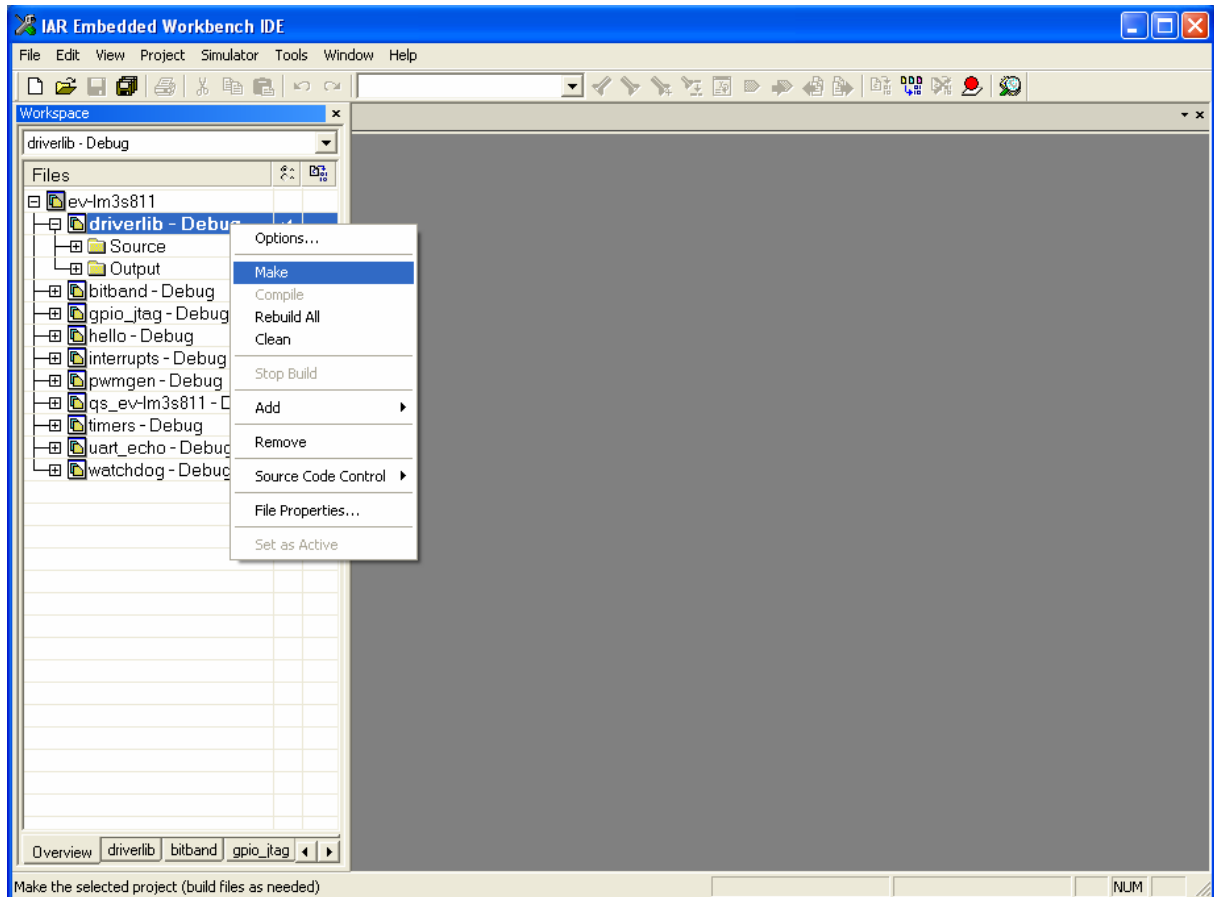 IAR Embedded Workbench IDE
File Edit View Project Simulator Tools Window Help
Workspace
driverlib - Debug
Files
ev-lm3s811
driverlib - Debug
Source
Output
bitband - Debug
gpio_jtag - Debug
hello - Debug
interrupts - Debug
pwmgen - Debug
qs_ev-lm3s811 - D
timers - Debug
uart_echo - Debug
watchdog - Debug
Options...
Make
Compile
Rebuild All
Clean
Stop Build
Add
Remove
Source Code Control
File Properties...
Set as Active
Overview driverlib bitband gpio_jtag
Make the selected project (build files as needed)
NUM